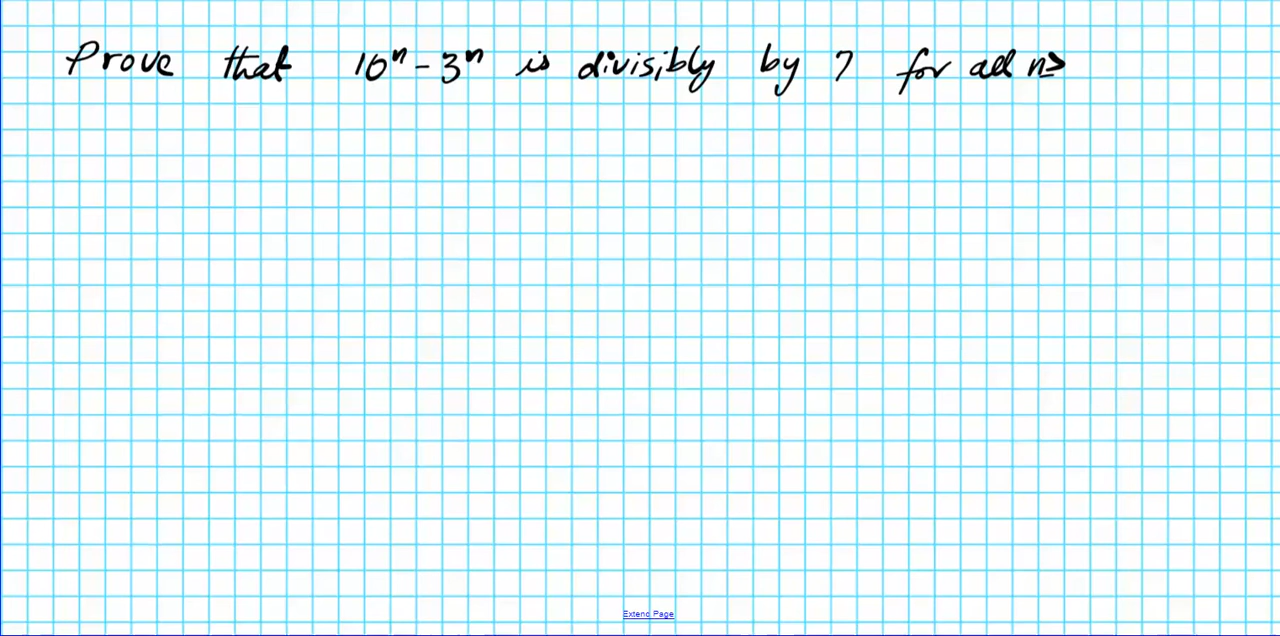 Prove that 10ⁿ - 3ⁿ is divisibly by 7 for all n≥
Extend Page